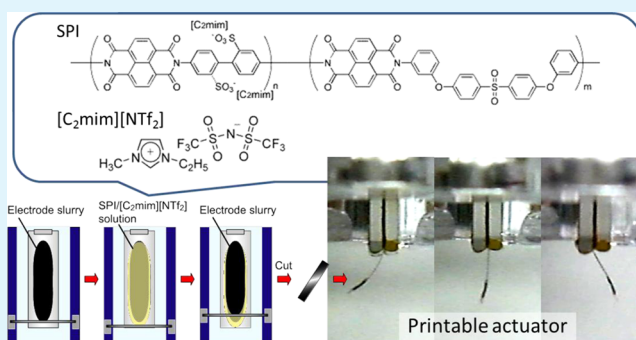 SPI
[C2mim]
-O3S
SO3-
[C2mim]
n
m
[C2mim][NTf2]
H3C
C2H5
F3C
CF3
Electrode slurry
SPI/[C2mim][NTf2]
solution
Electrode slurry
Cut
Printable actuator